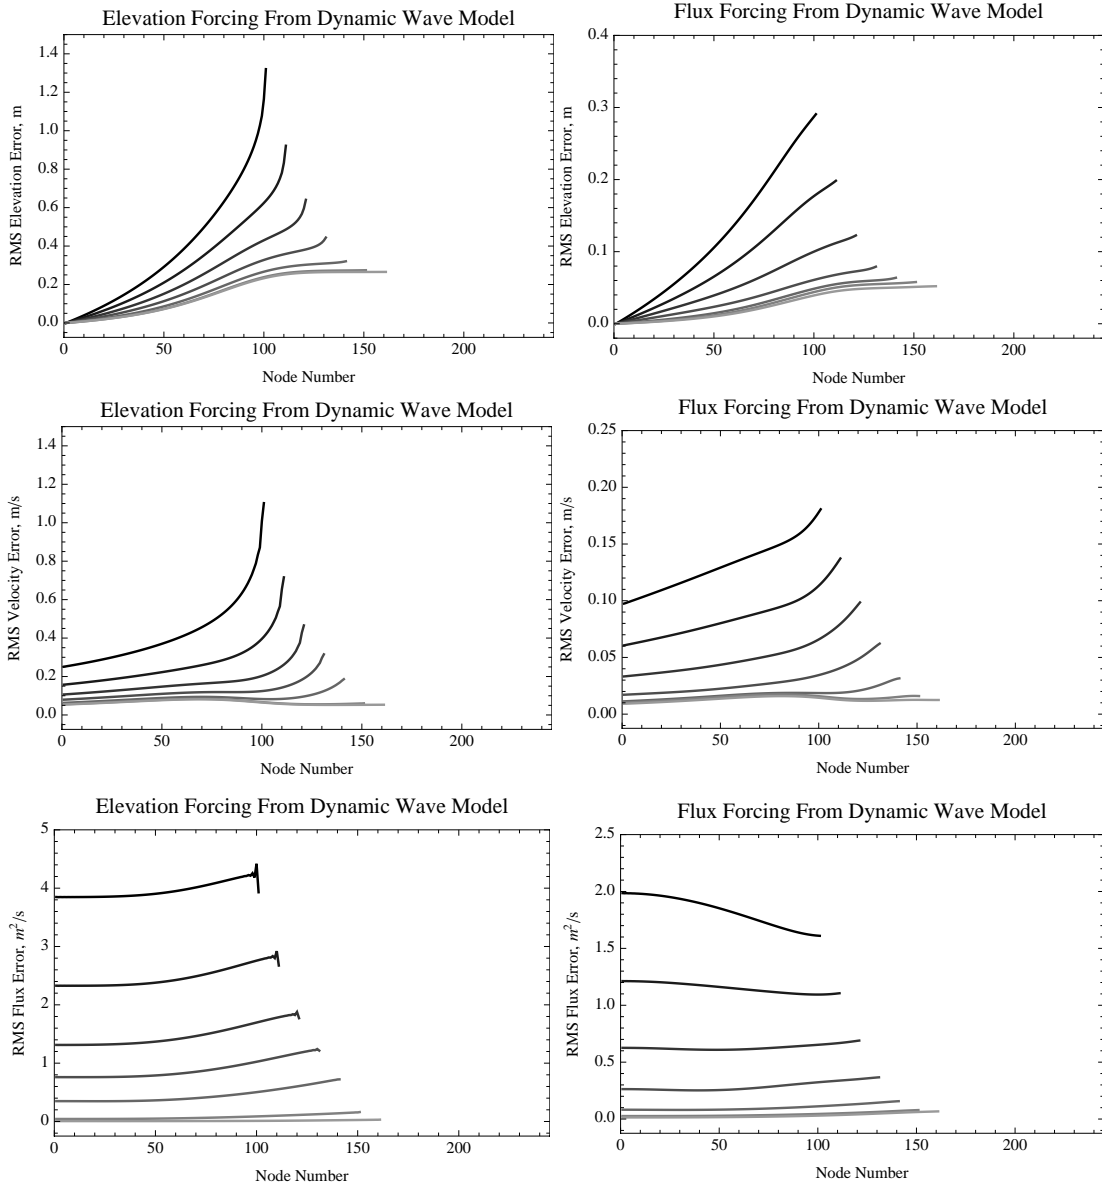 Elevation Forcing From Dynamic Wave Model
RMS Elevation Error, m
1.4
1.2
1.0
0.8
0.6
0.4
0.2
0.0
0 50 100 150 200
Node Number
Flux Forcing From Dynamic Wave Model
RMS Elevation Error, m
0.4
0.3
0.2
0.1
0.0
0 50 100 150 200
Node Number
Elevation Forcing From Dynamic Wave Model
RMS Velocity Error, m/s
1.4
1.2
1.0
0.8
0.6
0.4
0.2
0.0
0 50 100 150 200
Node Number
Flux Forcing From Dynamic Wave Model
RMS Velocity Error, m/s
0.25
0.20
0.15
0.10
0.05
0.00
0 50 100 150 200
Node Number
Elevation Forcing From Dynamic Wave Model
RMS Flux Error, m²/s
5
4
3
2
1
0
0 50 100 150 200
Node Number
Flux Forcing From Dynamic Wave Model
RMS Flux Error, m²/s
2.5
2.0
1.5
1.0
0.5
0.0
0 50 100 150 200
Node Number